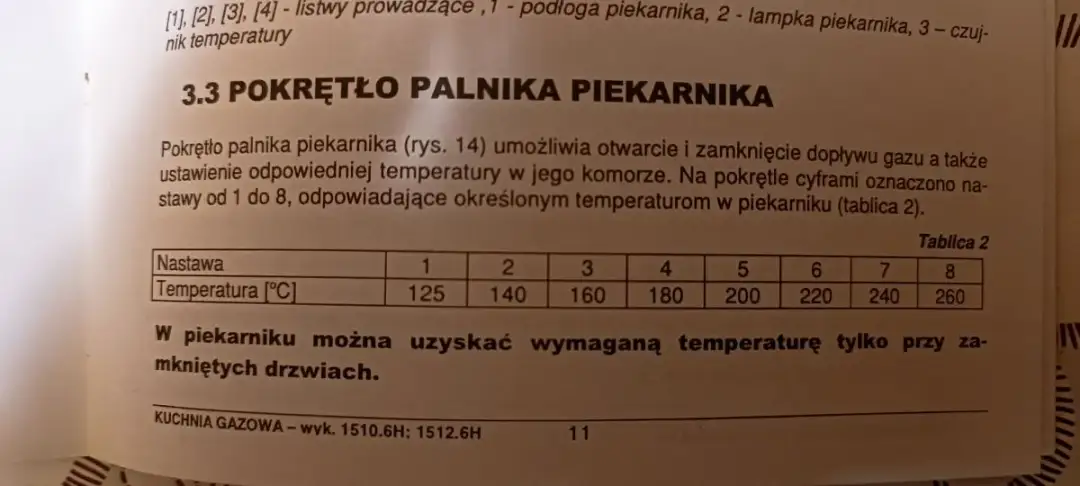 [1], [2], [3], [4] - listwy prowadzące , 1 - podłoga piekarnika, 2 - lampka piekarnika, 3 – czuj-
nik temperatury
3.3 POKRĘTŁO PALNIKA PIEKARNIKA
Pokrętło palnika piekarnika (rys. 14) umożliwia otwarcie i zamknięcie dopływu gazu a także
ustawienie odpowiedniej temperatury w jego komorze. Na pokrętle cyframi oznaczono na-
stawy od 1 do 8, odpowiadające określonym temperaturom w piekarniku (tablica 2).
Tablica 2
Nastawa 1 2 3 4 5 6 7 8
Temperatura [°C] 125 140 160 180 200 220 240 260
W piekarniku można uzyskać wymaganą temperaturę tylko przy za-
mkniętych drzwiach.
KUCHNIA GAZOWA – wyk. 1510.6H; 1512.6H 11